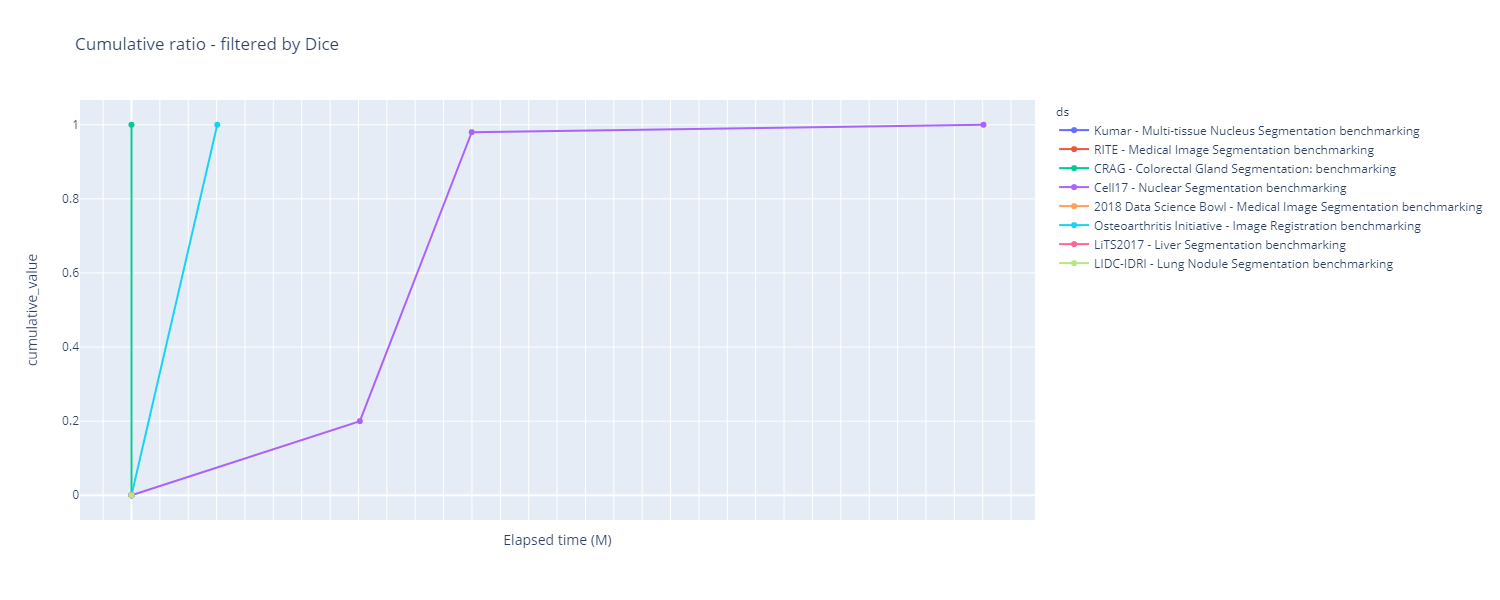 Cumulative ratio - filtered by Dice
1
0.8
0.6
0.4
0.2
0
cumulative_value
Elapsed time (M)
ds
Kumar - Multi-tissue Nucleus Segmentation benchmarking
RITE - Medical Image Segmentation benchmarking
CRAG - Colorectal Gland Segmentation: benchmarking
Cell17 - Nuclear Segmentation benchmarking
2018 Data Science Bowl - Medical Image Segmentation benchmarking
Osteoarthritis Initiative - Image Registration benchmarking
LiTS2017 - Liver Segmentation benchmarking
LIDC-IDRI - Lung Nodule Segmentation benchmarking